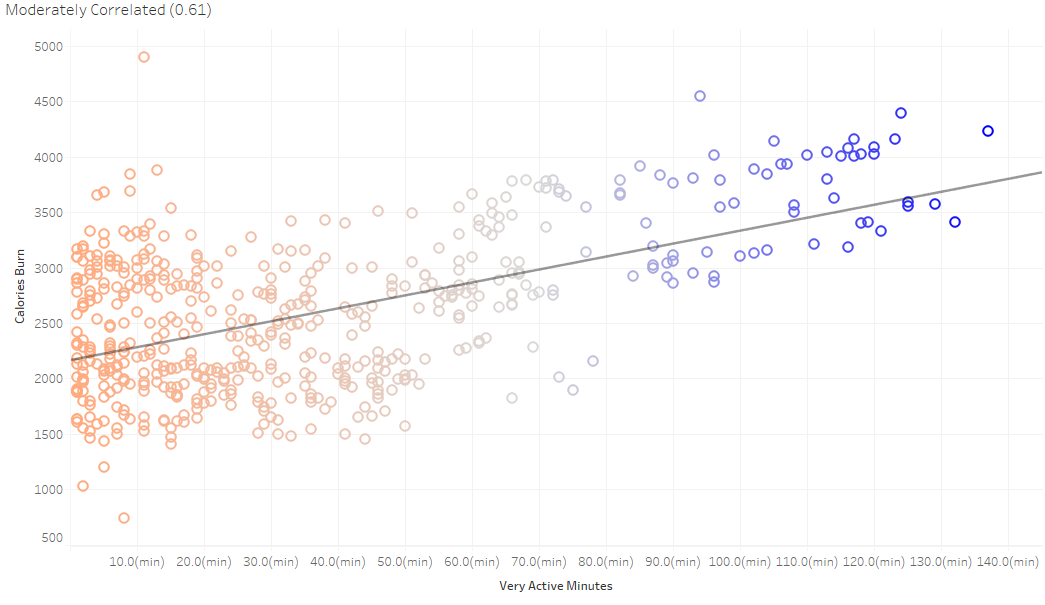 Moderately Correlated (0.61)
5000
4500
4000
3500
3000
2500
2000
1500
1000
500
Calories Burn
10.0(min) 20.0(min) 30.0(min) 40.0(min) 50.0(min) 60.0(min) 70.0(min) 80.0(min) 90.0(min) 100.0(min) 110.0(min) 120.0(min) 130.0(min) 140.0(min)
Very Active Minutes